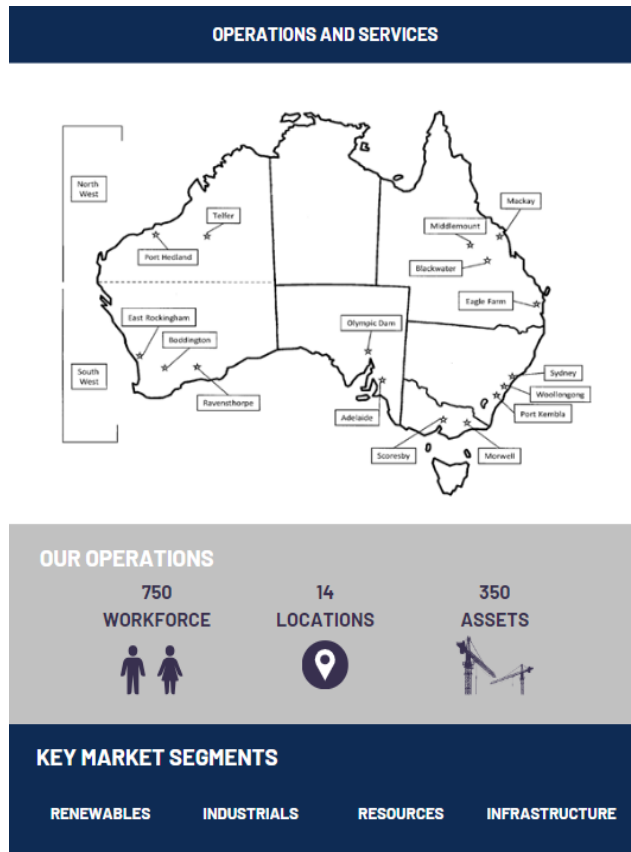 OPERATIONS AND SERVICES
North
West
Telfer
Port Hedland
Mackay
Middlemount
Blackwater
Eagle Farm
East Rockingham
Boddington
Olympic Dam
South
West
Ravensthorpe
Adelaide
Sydney
Woollongong
Port Kembla
Scoresby
Morwell
OUR OPERATIONS
750 14 350
WORKFORCE LOCATIONS ASSETS
KEY MARKET SEGMENTS
RENEWABLES INDUSTRIALS RESOURCES INFRASTRUCTURE